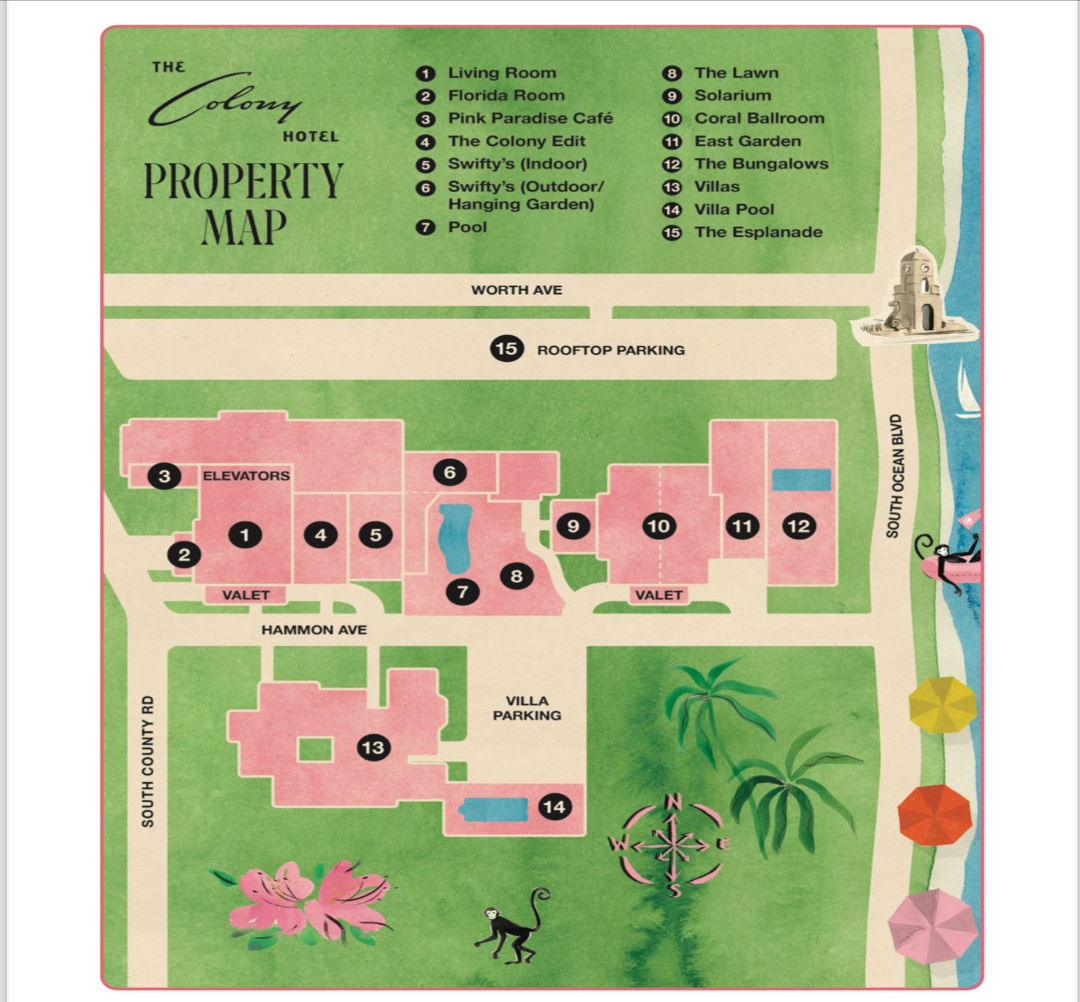 THE
Colony
HOTEL
PROPERTY
MAP
1 Living Room
2 Florida Room
3 Pink Paradise Café
4 The Colony Edit
5 Swifty's (Indoor)
6 Swifty's (Outdoor/
Hanging Garden)
7 Pool
8 The Lawn
9 Solarium
10 Coral Ballroom
11 East Garden
12 The Bungalows
13 Villas
14 Villa Pool
15 The Esplanade
WORTH AVE
15 ROOFTOP PARKING
SOUTH OCEAN BLVD
3 ELEVATORS
6
2
1
4
5
7
8
9
10
11
12
VALET
VALET
HAMMON AVE
SOUTH COUNTY RD
VILLA
PARKING
13
14
N
W E
S